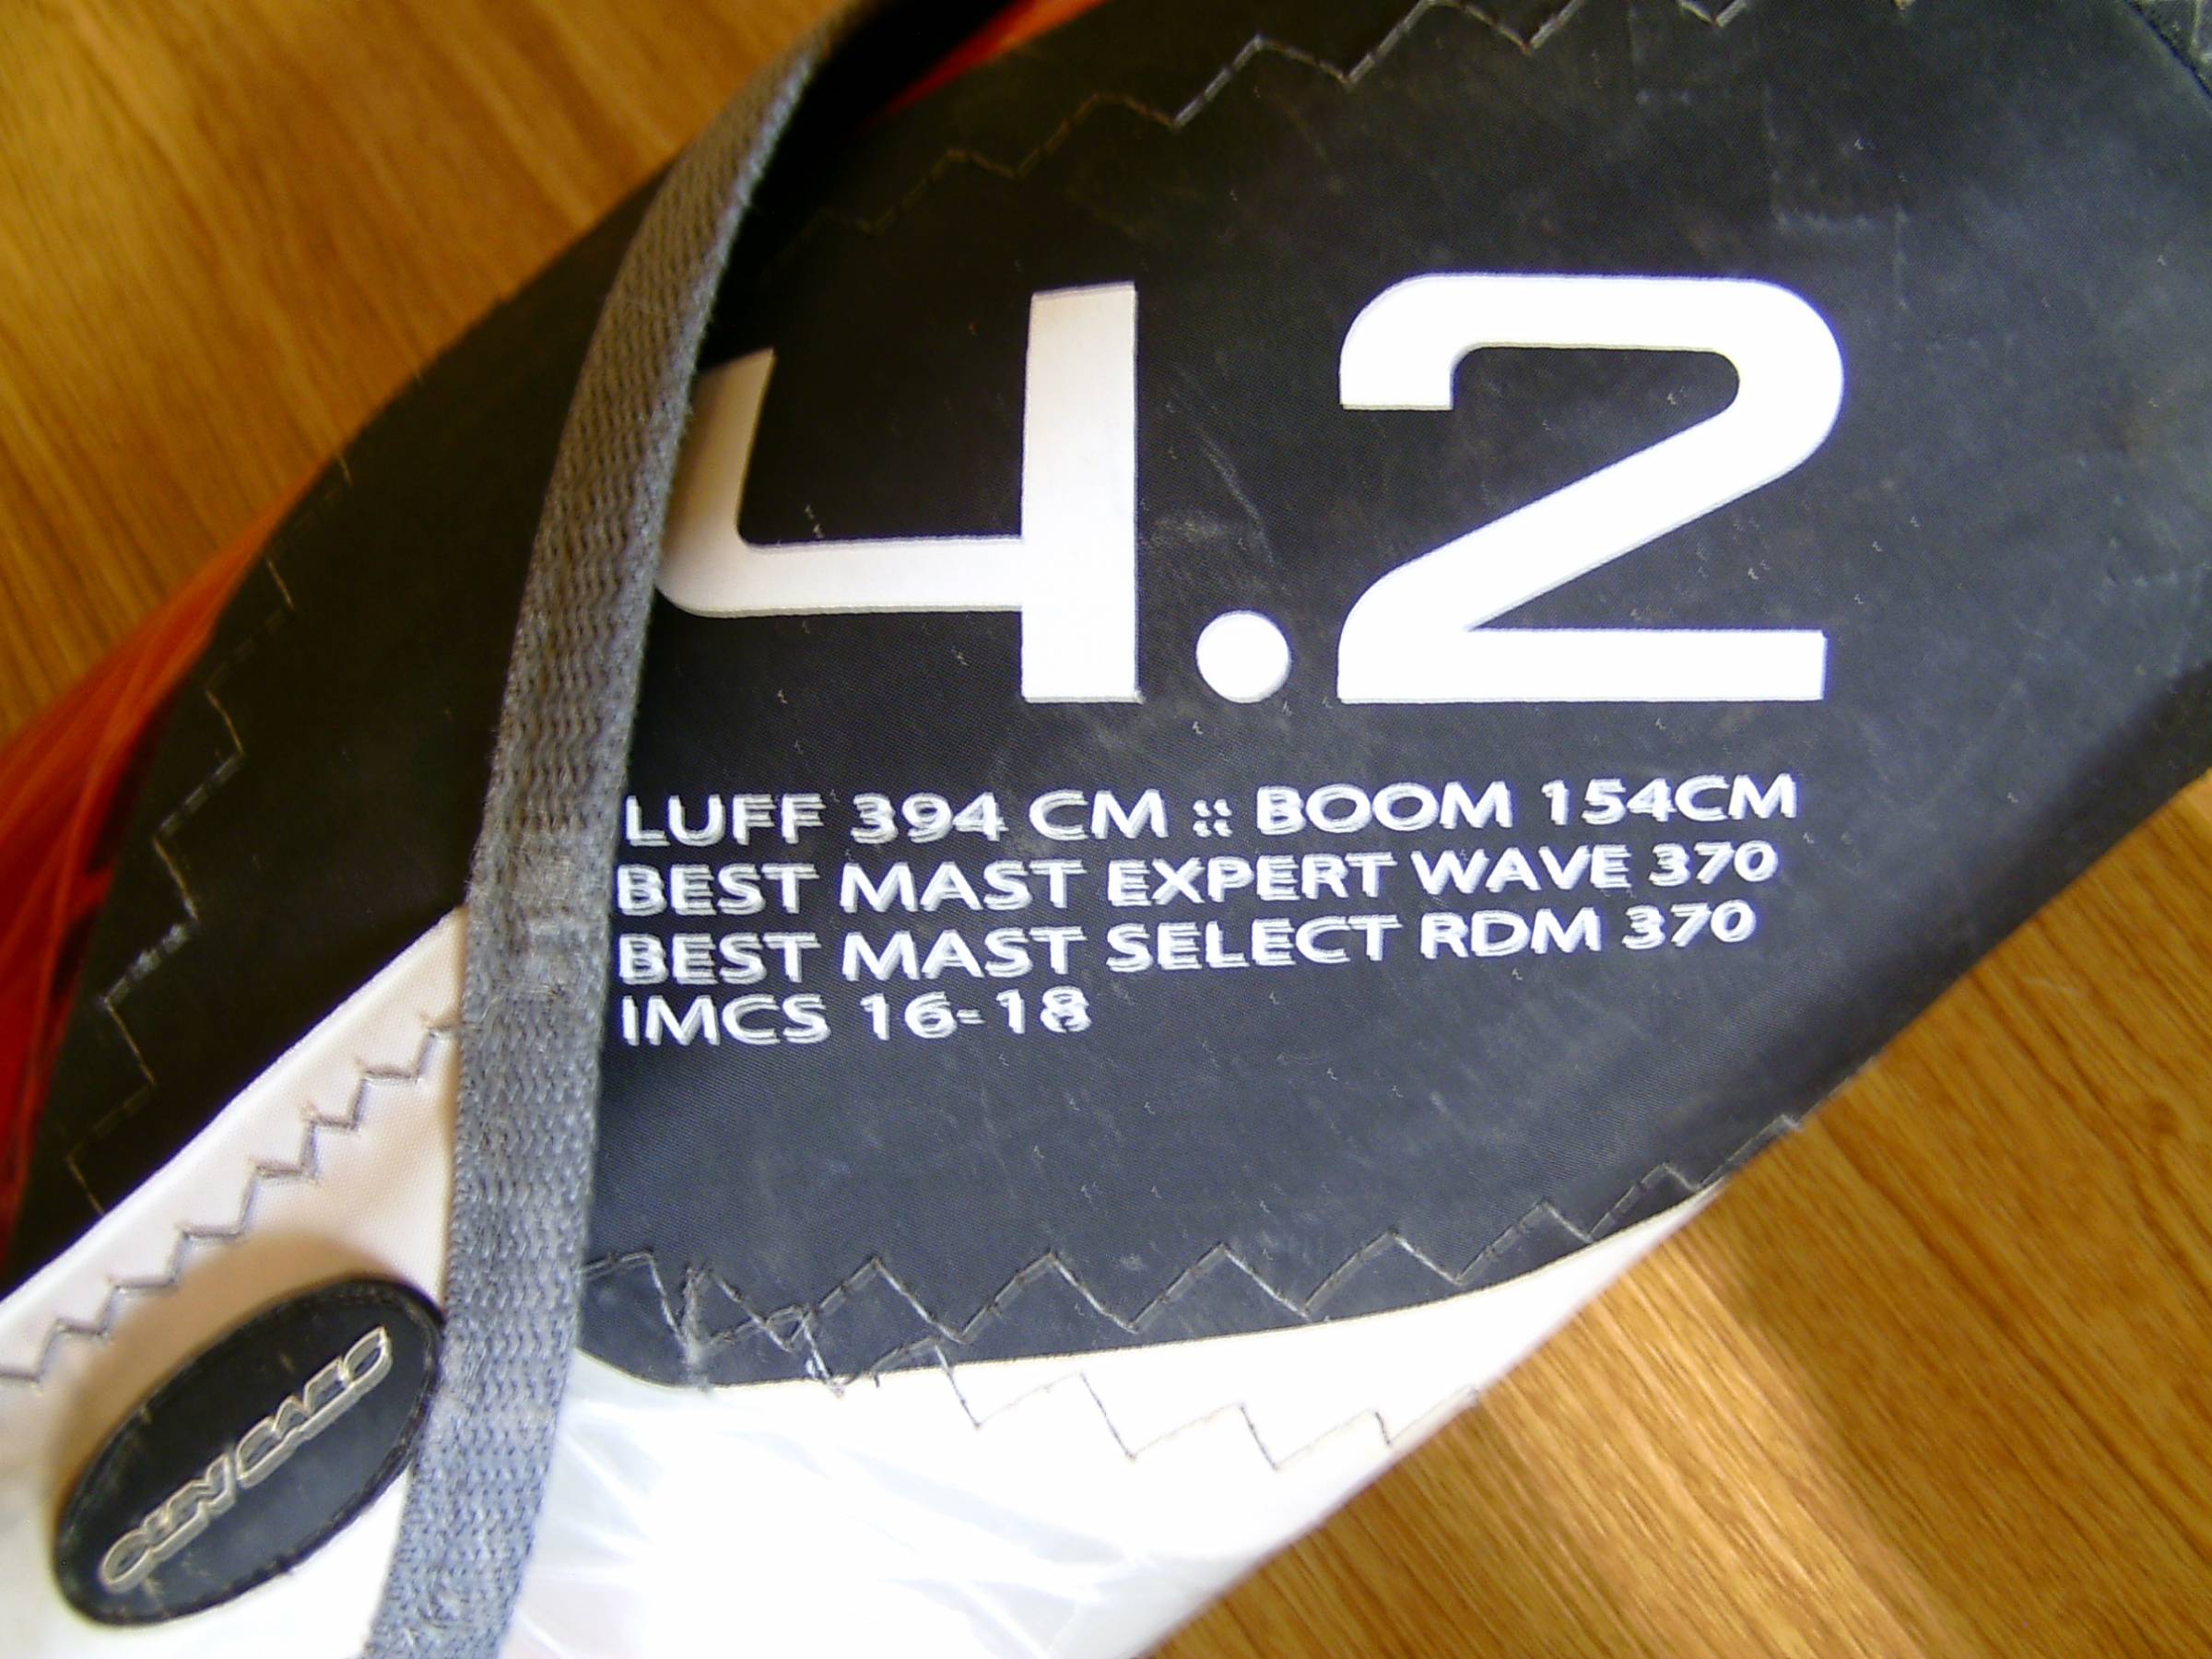 4.2
LUFF 394 CM :: BOOM 154CM
BEST MAST EXPERT WAVE 370
BEST MAST SELECT RDM 370
IMCS 16-18